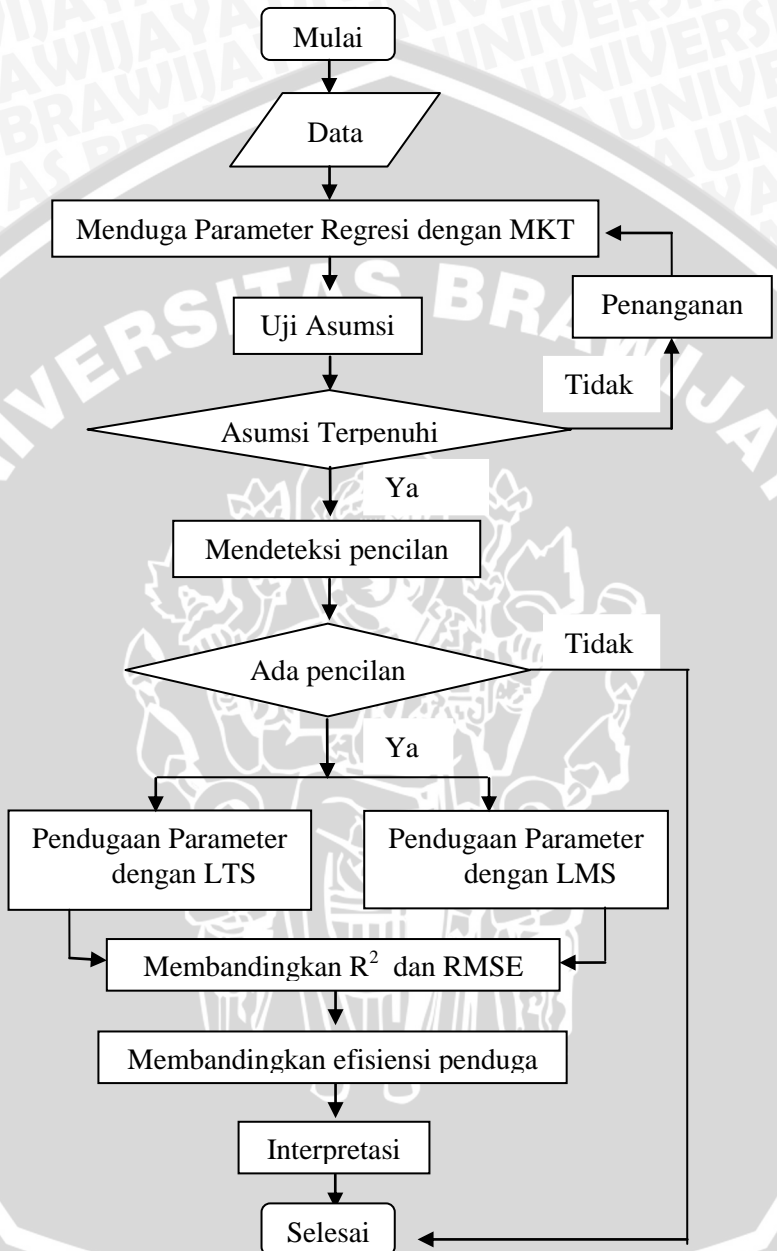 Mulai
Data
Menduga Parameter Regresi dengan MKT
Penanganan
Uji Asumsi
Tidak
Asumsi Terpenuhi
Ya
Mendeteksi pencilan
Tidak
Ada pencilan
Ya
Pendugaan Parameter
dengan LTS
Pendugaan Parameter
dengan LMS
Membandingkan R² dan RMSE
Membandingkan efisiensi penduga
Interpretasi
Selesai